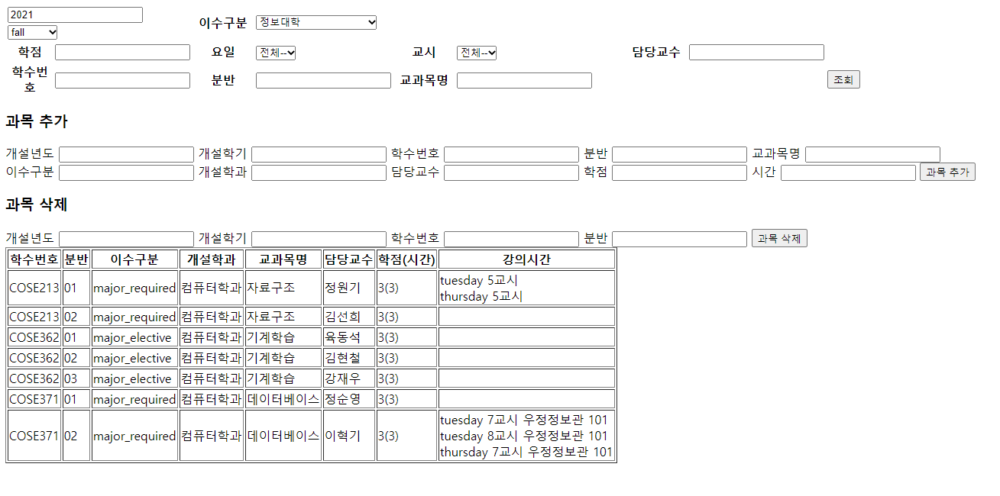 2021
fall
이수구분 정보대학
학점 요일 전체-- 교시 전체-- 담당교수
학수번
호
분반 교과목명 조회
과목 추가
개설년도 개설학기 학수번호 분반 교과목명
이수구분 개설학과 담당교수 학점 시간 과목 추가
과목 삭제
개설년도 개설학기 학수번호 분반 과목 삭제
학수번호 분반 이수구분 개설학과 교과목명 담당교수 학점(시간) 강의시간
COSE213 01 major_required 컴퓨터학과 자료구조 정원기 3(3) tuesday 5교시
thursday 5교시
COSE213 02 major_required 컴퓨터학과 자료구조 김선희 3(3)
COSE362 01 major_elective 컴퓨터학과 기계학습 육동석 3(3)
COSE362 02 major_elective 컴퓨터학과 기계학습 김현철 3(3)
COSE362 03 major_elective 컴퓨터학과 기계학습 강재우 3(3)
COSE371 01 major_required 컴퓨터학과 데이터베이스 정순영 3(3)
COSE371 02 major_required 컴퓨터학과 데이터베이스 이혁기 3(3) tuesday 7교시 우정정보관 101
tuesday 8교시 우정정보관 101
thursday 7교시 우정정보관 101